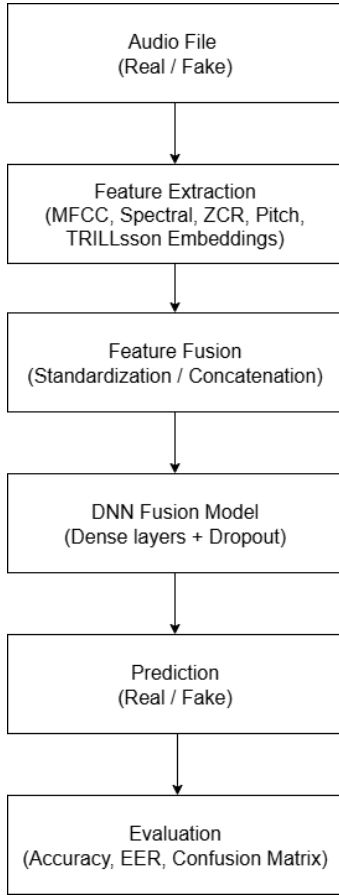 Audio File
(Real / Fake)
Feature Extraction
(MFCC, Spectral, ZCR, Pitch,
TRILLsson Embeddings)
Feature Fusion
(Standardization / Concatenation)
DNN Fusion Model
(Dense layers + Dropout)
Prediction
(Real / Fake)
Evaluation
(Accuracy, EER, Confusion Matrix)